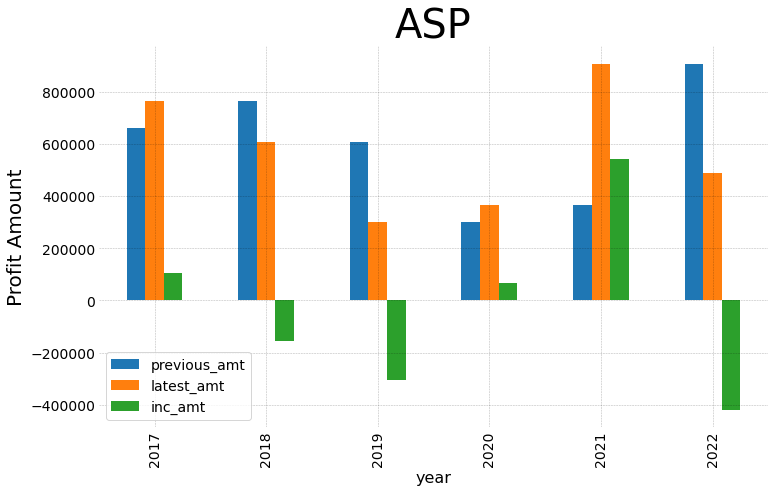 ASP
Profit Amount
800000
600000
400000
200000
0
−200000
−400000
previous_amt
latest_amt
inc_amt
2017
2018
2019
2020
2021
2022
year